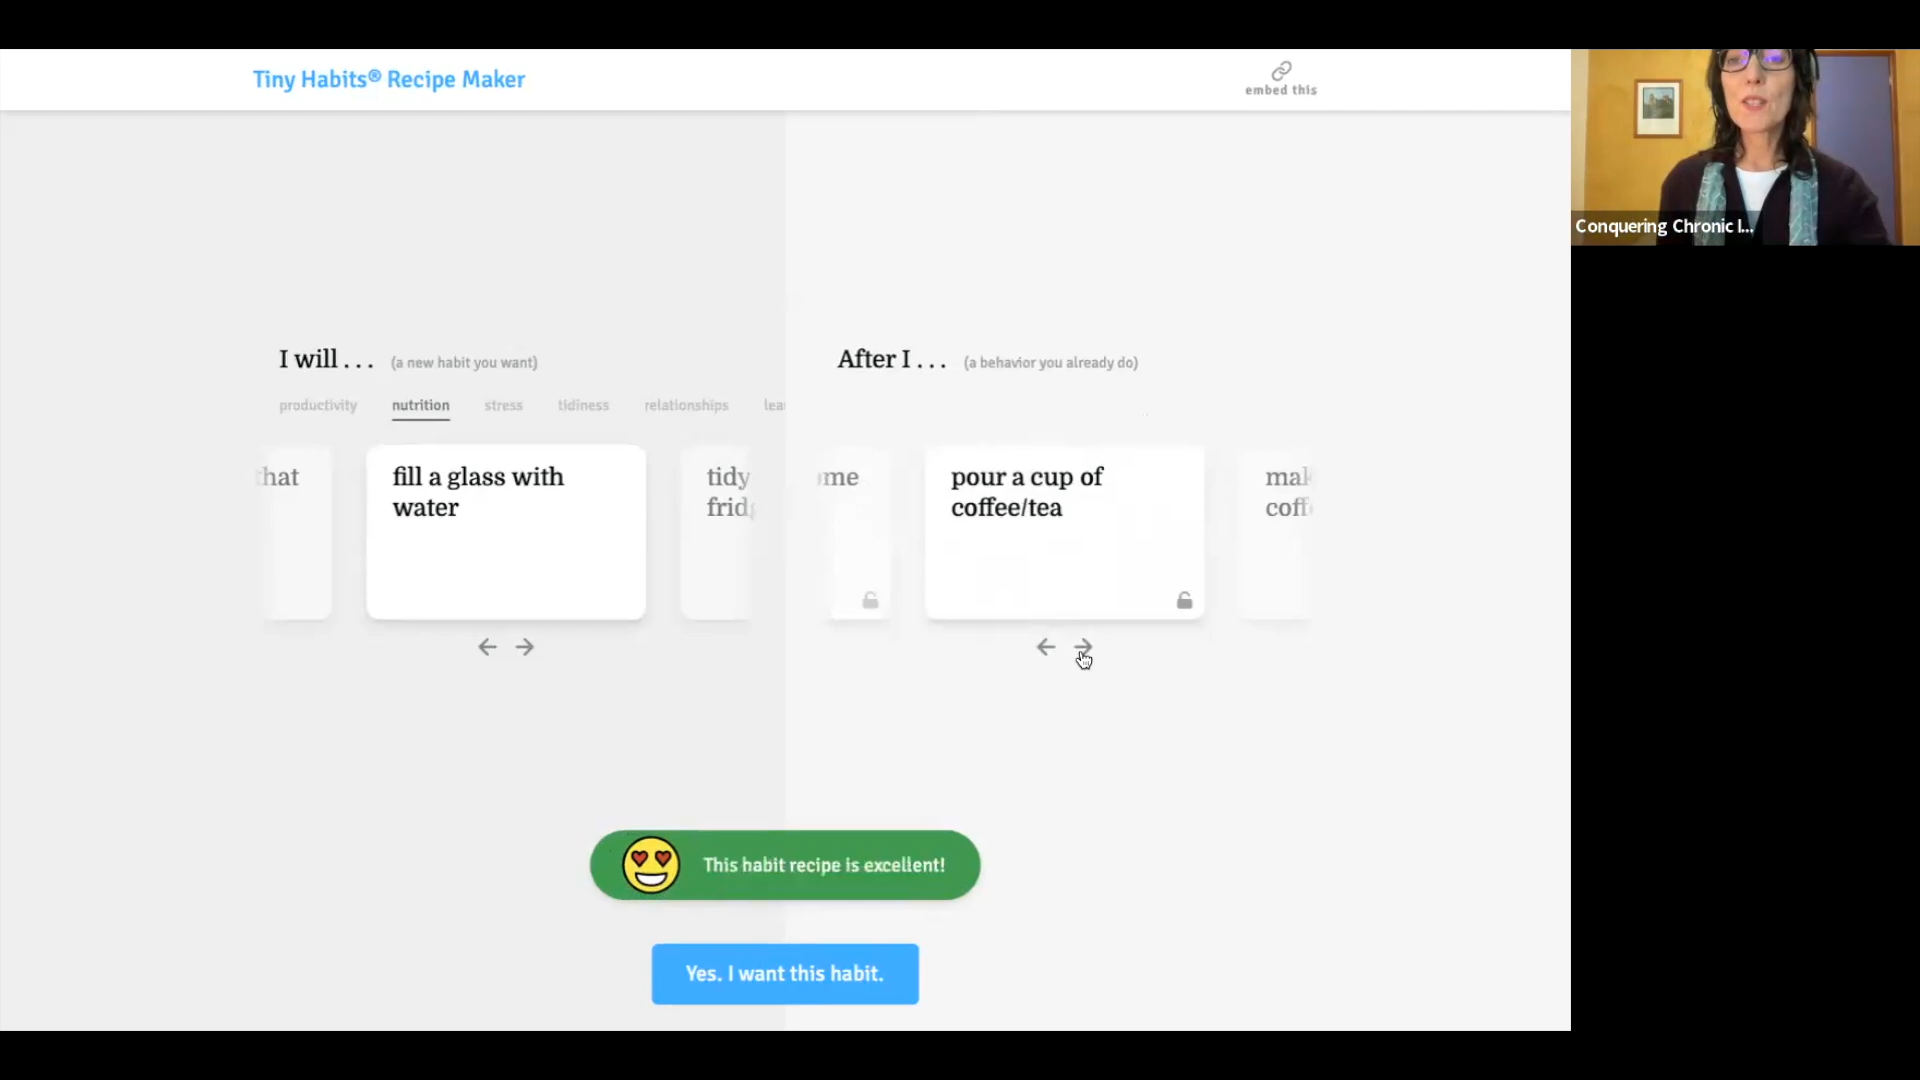 Tiny Habits® Recipe Maker
embed this
Conquering Chronic I...
I will . . . (a new habit you want)
productivity nutrition stress tidiness relationships
fill a glass with
water
tidy
After I . . . (a behavior you already do)
pour a cup of
coffee/tea
This habit recipe is excellent!
Yes. I want this habit.